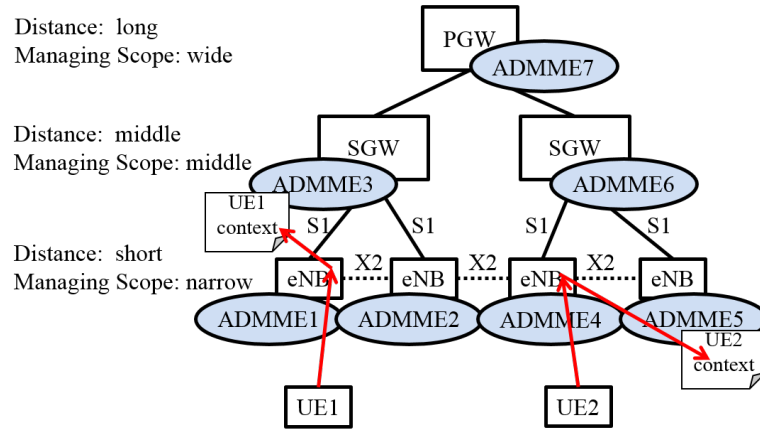 Distance:  long
Managing Scope: wide
PGW
ADMME7
Distance:  middle
Managing Scope: middle
SGW
SGW
ADMME3
ADMME6
UE1
context
S1
S1
S1
S1
Distance:  short
Managing Scope: narrow
X2
X2
X2
eNB
eNB
eNB
eNB
ADMME1
ADMME2
ADMME4
ADMME5
UE2
context
UE1
UE2